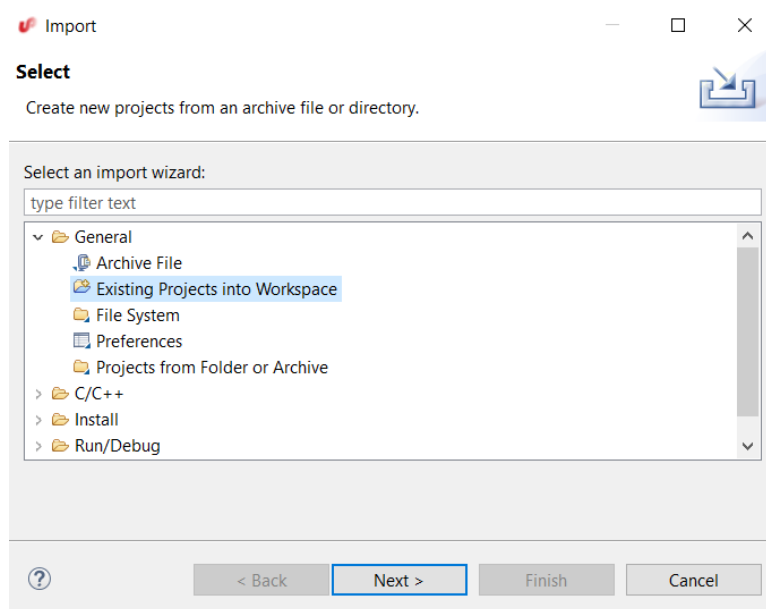 Import
Select
Create new projects from an archive file or directory.
Select an import wizard:
type filter text
General
Archive File
Existing Projects into Workspace
File System
Preferences
Projects from Folder or Archive
C/C++
Install
Run/Debug
?
< Back Next > Finish Cancel